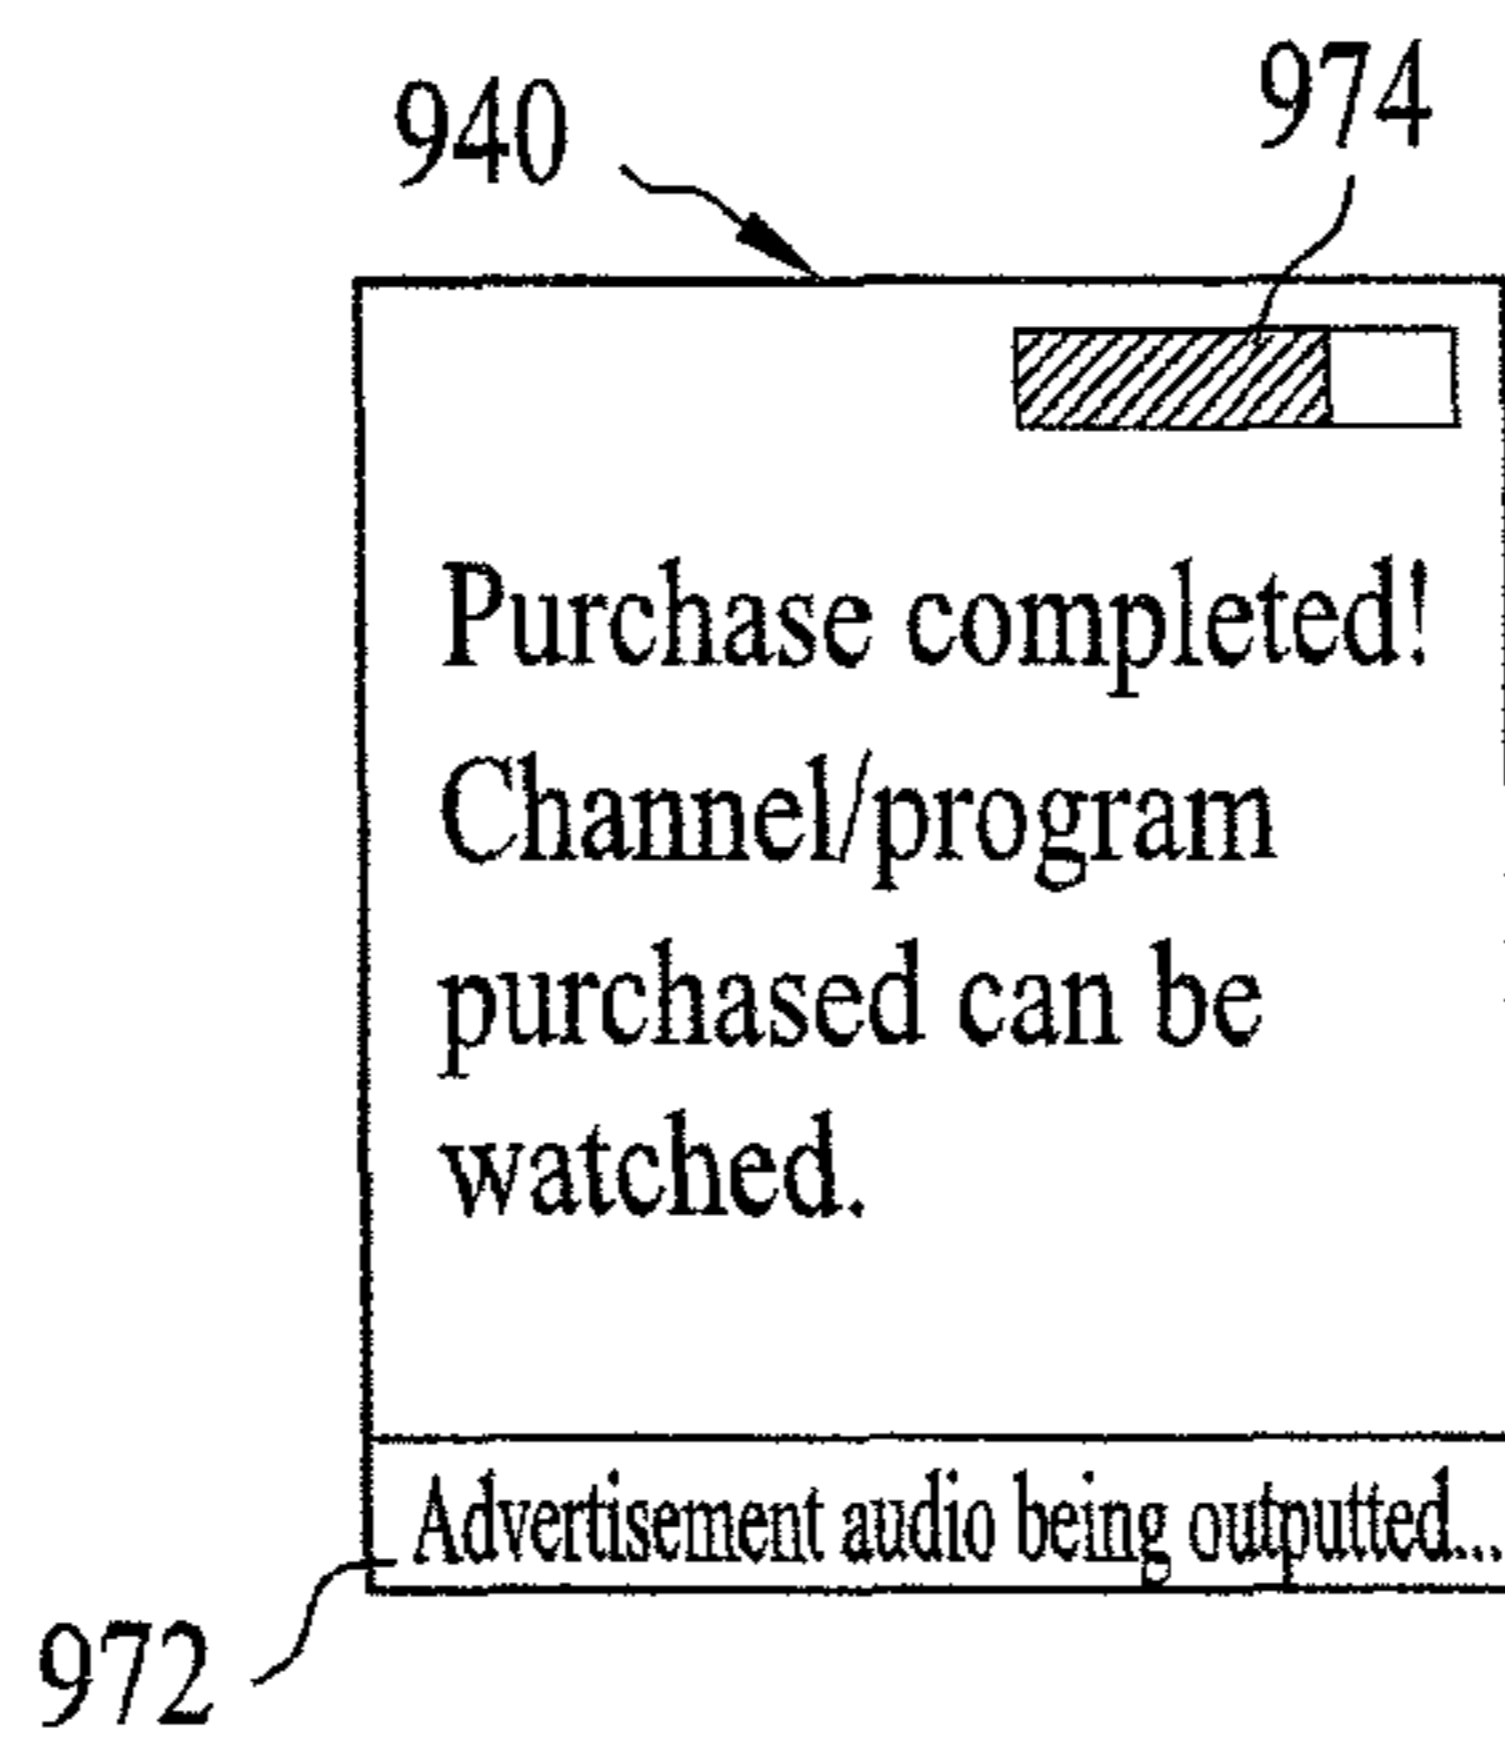 940
974
Purchase completed!
Channel/program
purchased can be
watched.
Advertisement audio being outputted...
972